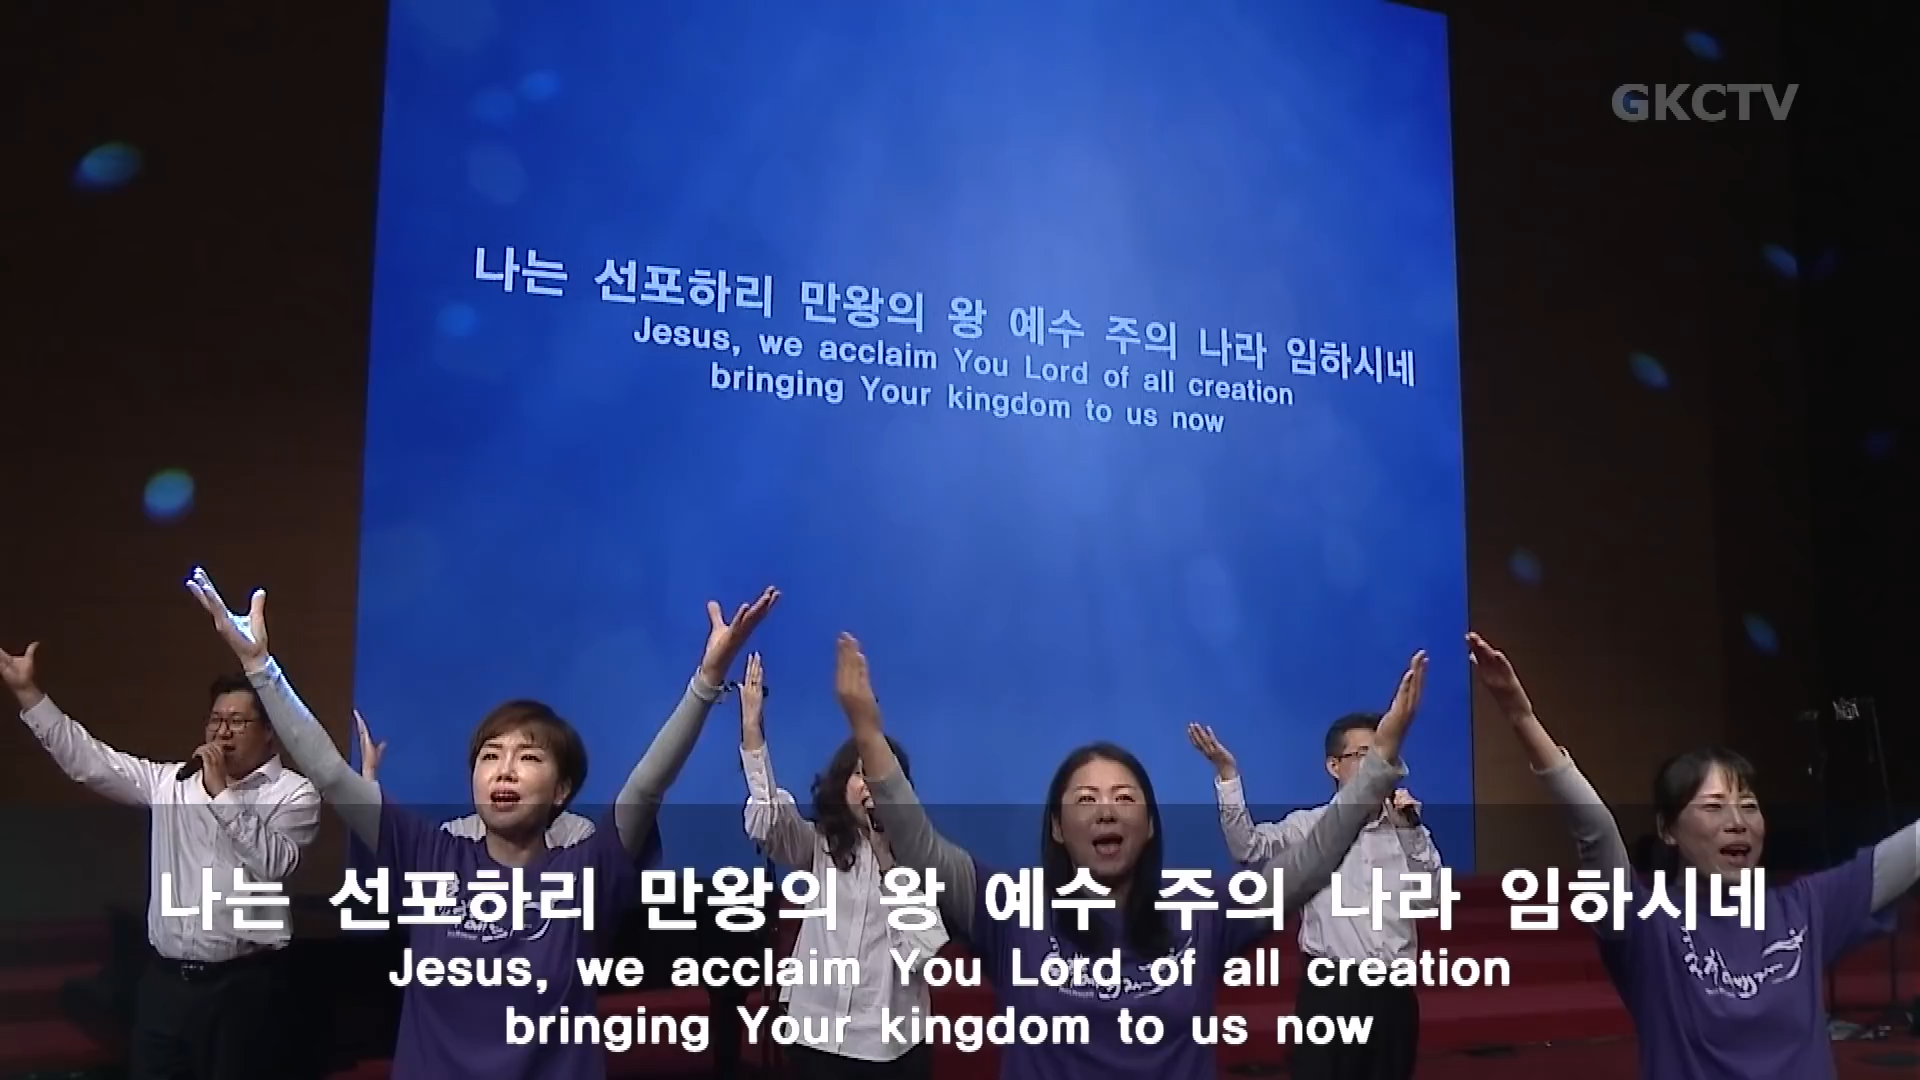 GKCTV
나는 선포하리 만왕의 왕 예수 주의 나라 임하시네
Jesus, we acclaim You Lord of all creation
bringing Your kingdom to us now
나는 선포하리 만왕의 왕 예수 주의 나라 임하시네
Jesus, we acclaim You Lord of all creation
bringing Your kingdom to us now